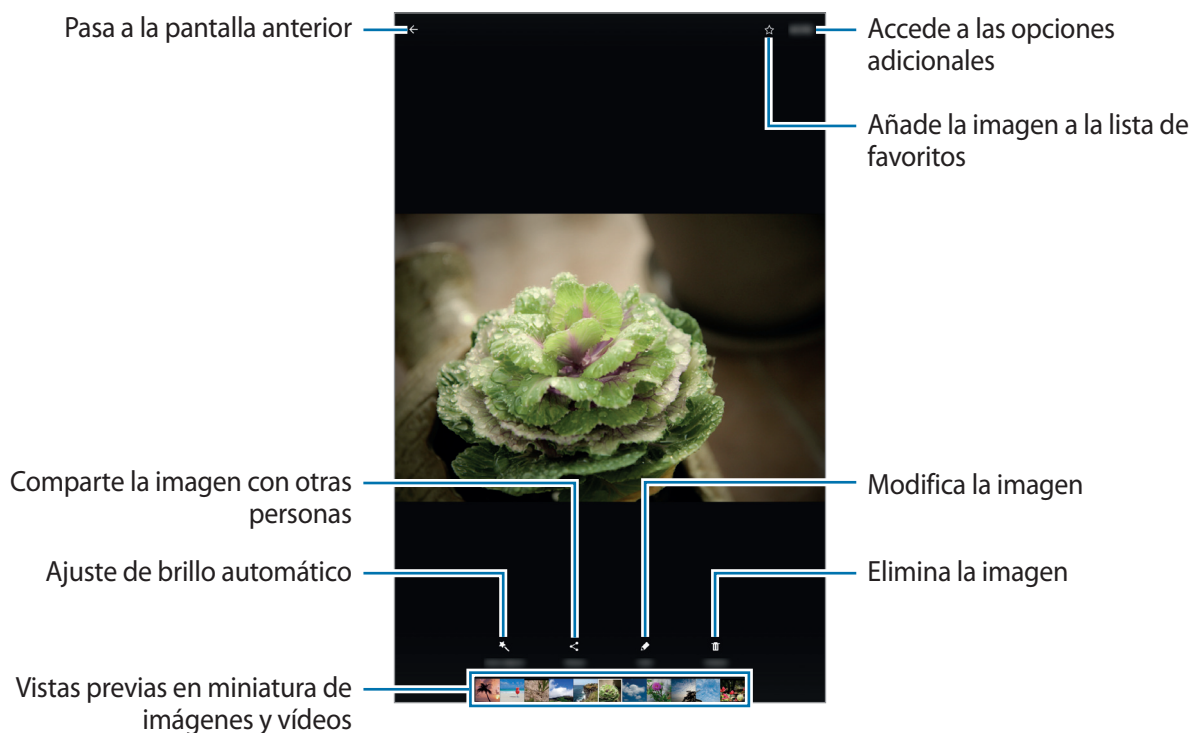 Pasa a la pantalla anterior
Accede a las opciones
adicionales
Añade la imagen a la lista de
favoritos
Comparte la imagen con otras
personas
Modifica la imagen
Ajuste de brillo automático
Elimina la imagen
Vistas previas en miniatura de
imágenes y vídeos